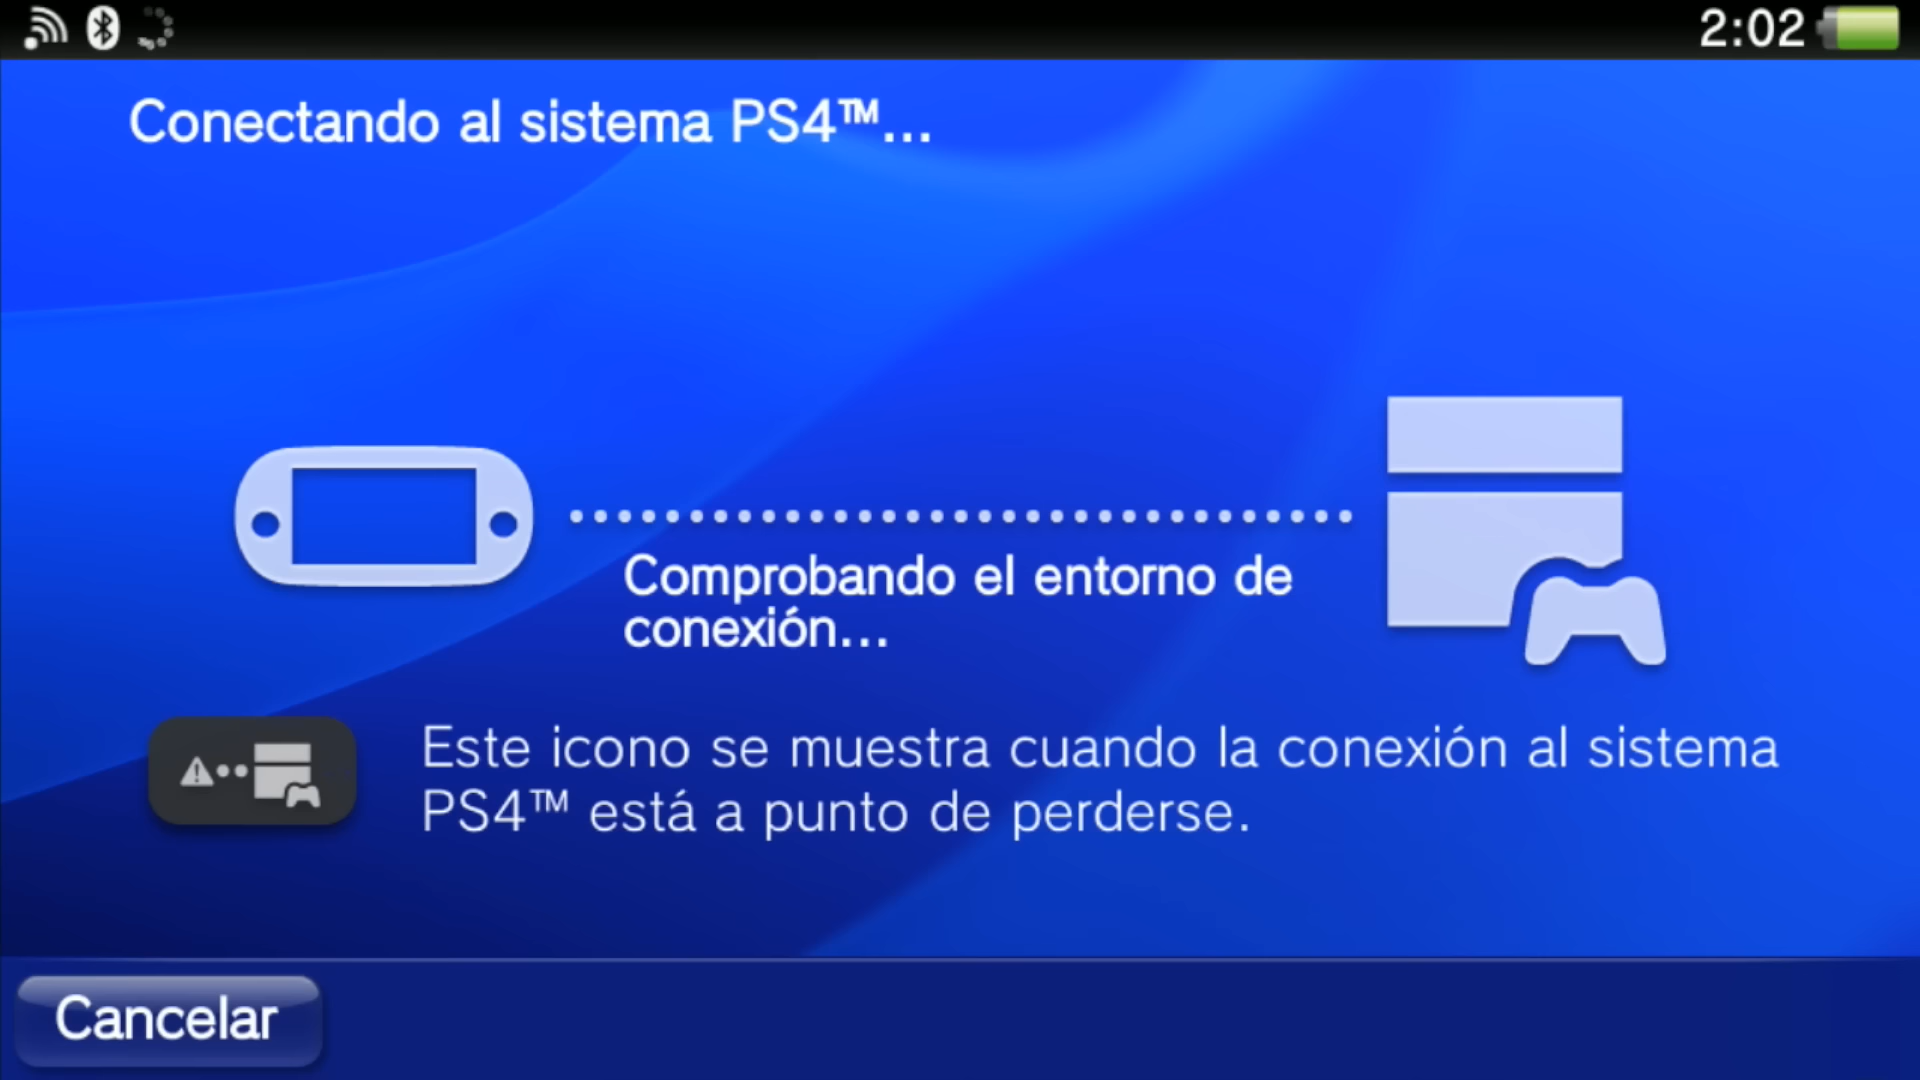 2:02
Conectando al sistema PS4™...
Comprobando el entorno de
conexión...
Este icono se muestra cuando la conexión al sistema
PS4™ está a punto de perderse.
Cancelar